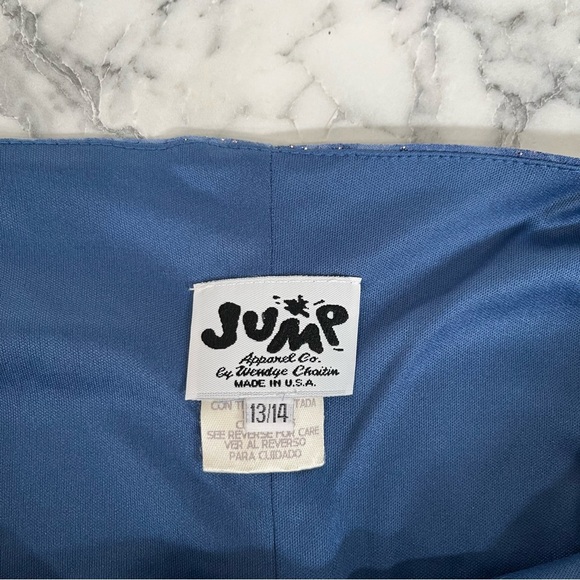 JUMP
Apparel Co.
by Wendye Chaitin
MADE IN U.S.A.
13/14
SEE REVERSE FOR CARE
VER AL REVERSO
PARA CUIDADO